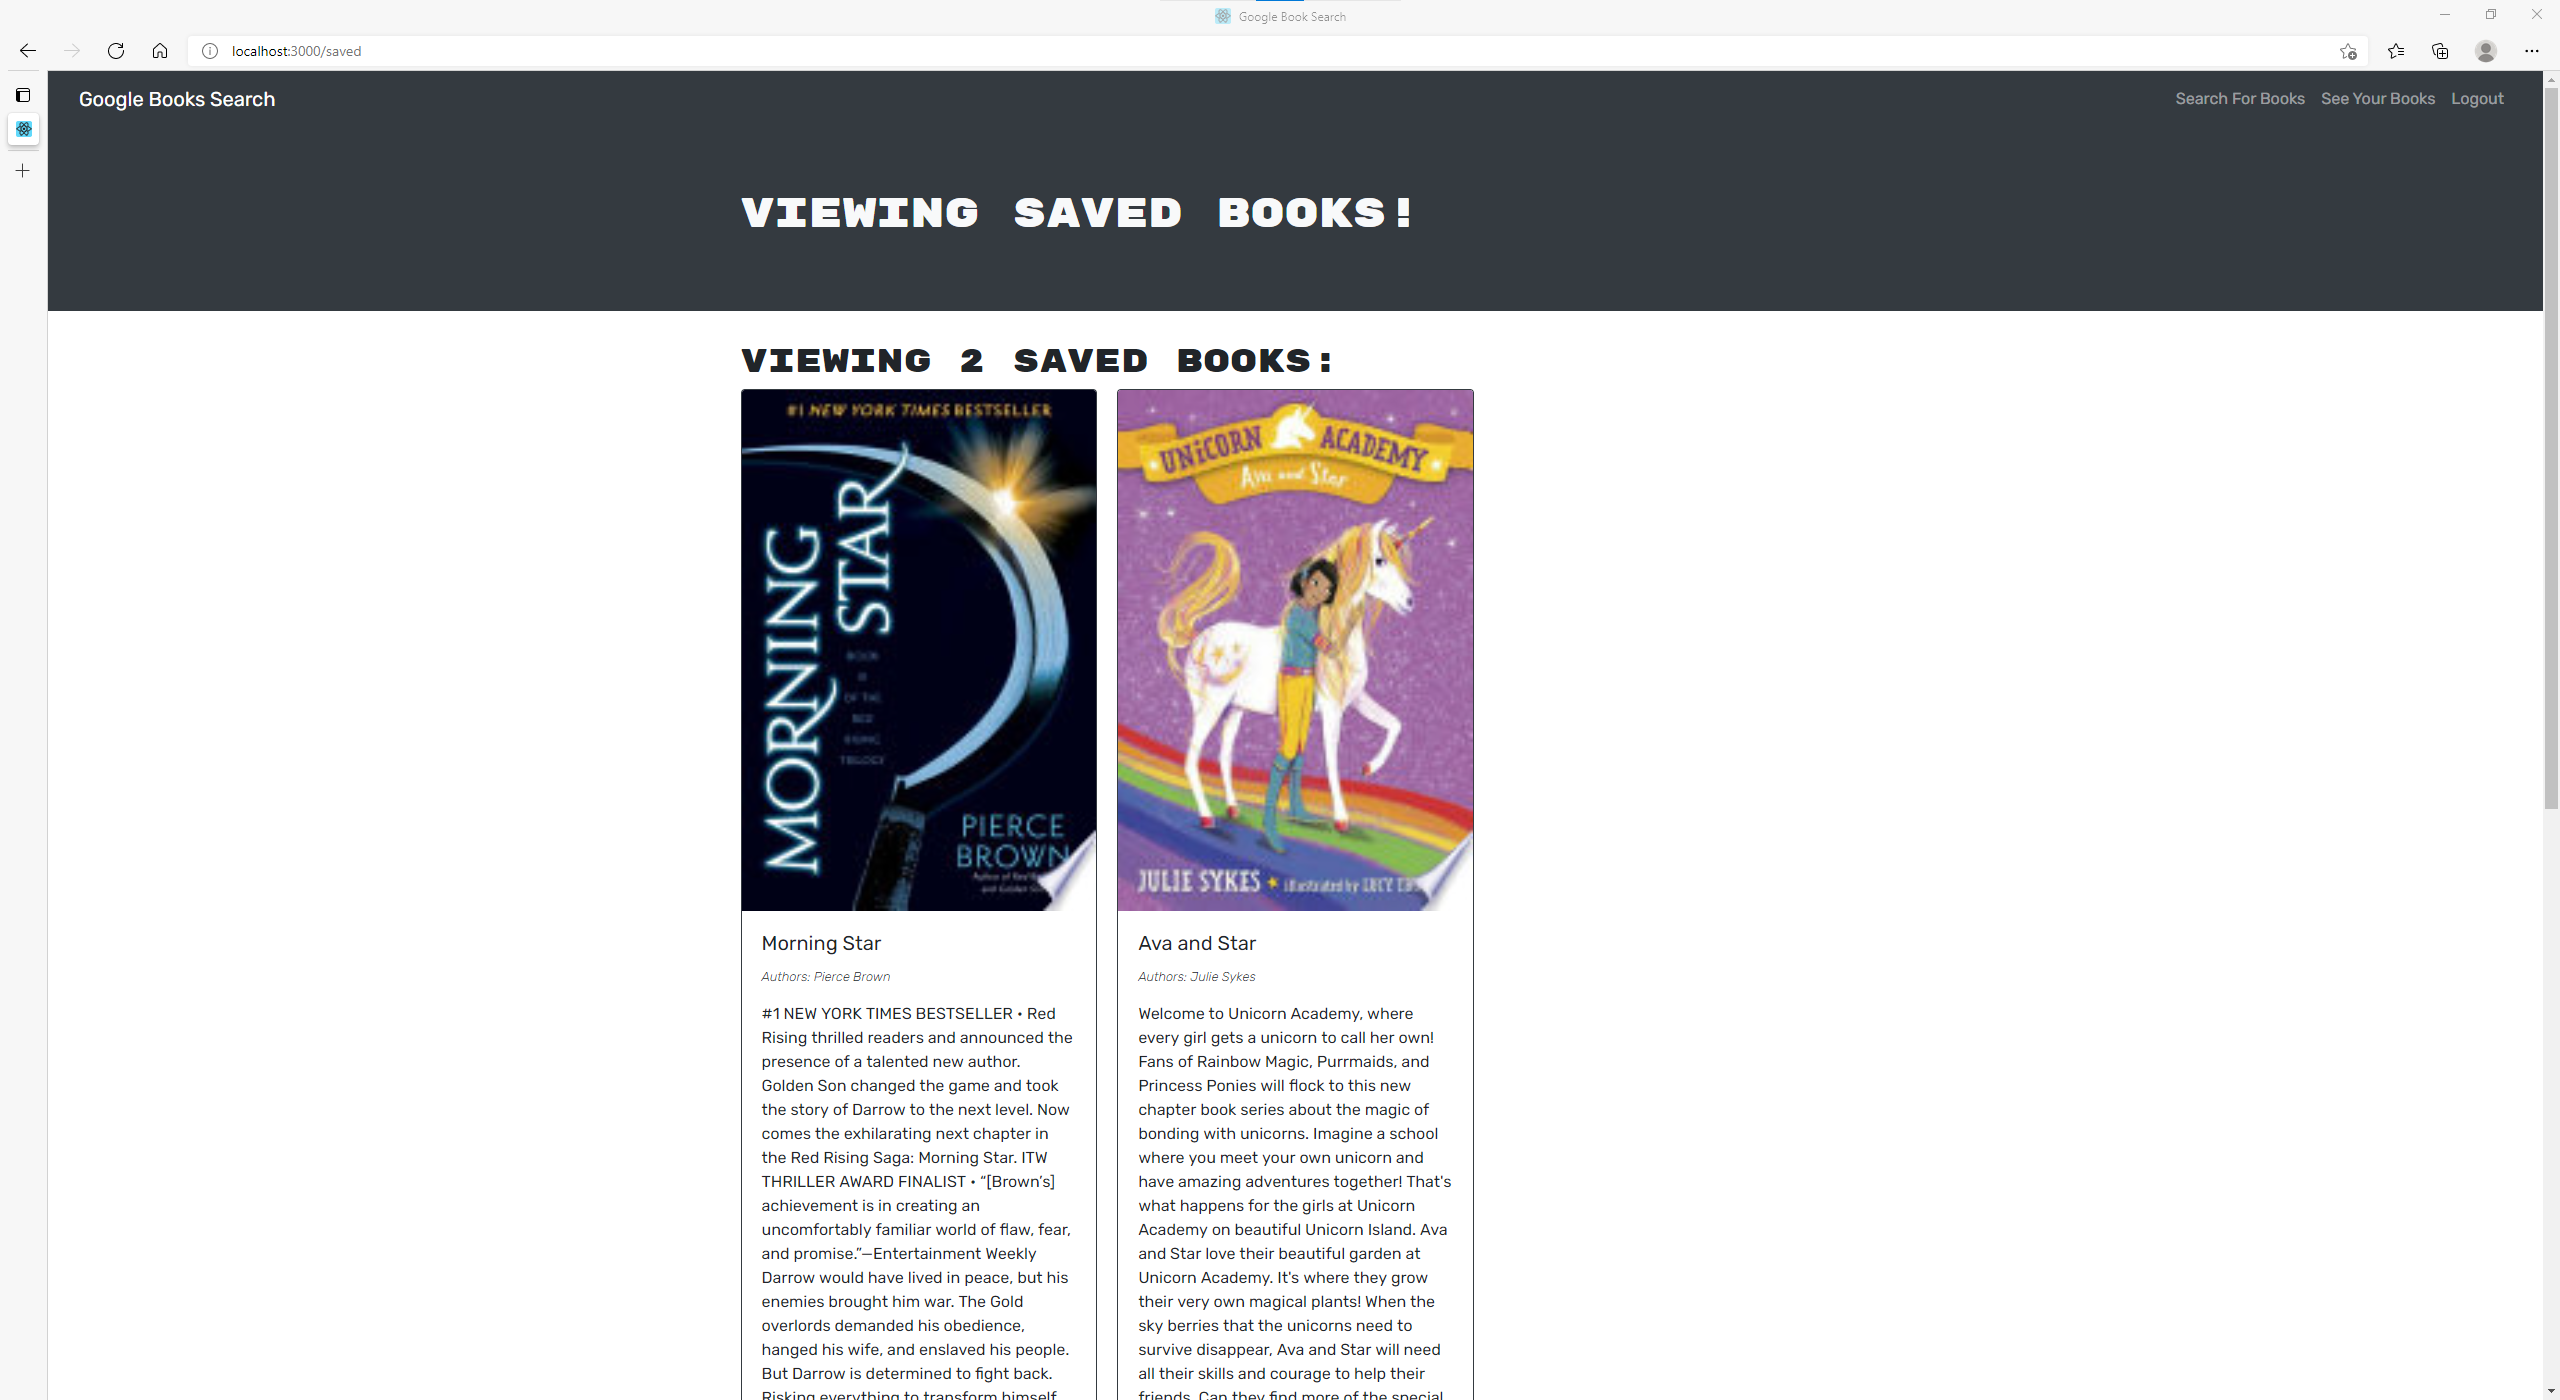 Google Book Search
localhost:3000/saved
Google Books Search
Search For Books See Your Books Logout
VIEWING SAVED BOOKS!
VIEWING 2 SAVED BOOKS:
#1 NEW YORK TIMES BESTSELLER
MORNING
STAR
BOOK
OF THE
RED
RISING
TRILOGY
PIERCE
BROWN
Author of Red
and Golden
Morning Star
Authors: Pierce Brown
#1 NEW YORK TIMES BESTSELLER • Red
Rising thrilled readers and announced the
presence of a talented new author.
Golden Son changed the game and took
the story of Darrow to the next level. Now
comes the exhilarating next chapter in
the Red Rising Saga: Morning Star. ITW
THRILLER AWARD FINALIST • “[Brown’s]
achievement is in creating an
uncomfortably familiar world of flaw, fear,
and promise.”—Entertainment Weekly
Darrow would have lived in peace, but his
enemies brought him war. The Gold
overlords demanded his obedience,
hanged his wife, and enslaved his people.
But Darrow is determined to fight back.
Risking everything to transform himself
UNiCORN ACADEMY
Ava and Star
JULIE SYKES illustrated by LUCY
Ava and Star
Authors: Julie Sykes
Welcome to Unicorn Academy, where
every girl gets a unicorn to call her own!
Fans of Rainbow Magic, Purrmaids, and
Princess Ponies will flock to this new
chapter book series about the magic of
bonding with unicorns. Imagine a school
where you meet your own unicorn and
have amazing adventures together! That's
what happens for the girls at Unicorn
Academy on beautiful Unicorn Island. Ava
and Star love their beautiful garden at
Unicorn Academy. It's where they grow
their very own magical plants! When the
sky berries that the unicorns need to
survive disappear, Ava and Star will need
all their skills and courage to help their
friends. Can they find more of the special